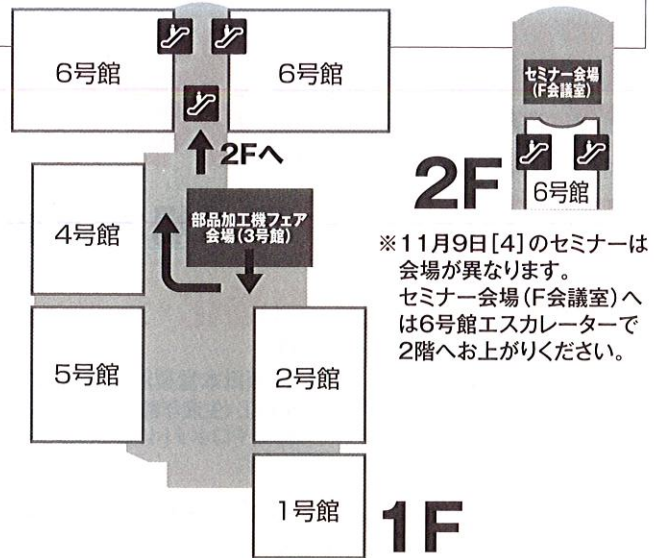 6号館
6号館
2Fへ
4号館
部品加工機フェア
会場(3号館)
5号館
2号館
1号館
1F
セミナー会場
(F会議室)
2F
6号館
※11月9日[4]のセミナーは
会場が異なります。
セミナー会場(F会議室)へ
は6号館エスカレーターで
2階へお上がりください。